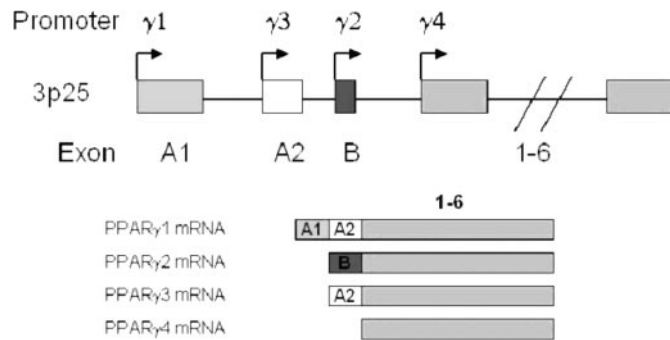 Promoter γ1 γ3 γ2 γ4
3p25
Exon A1 A2 B 1-6
1-6
PPARγ1 mRNA A1 A2
PPARγ2 mRNA B
PPARγ3 mRNA A2
PPARγ4 mRNA